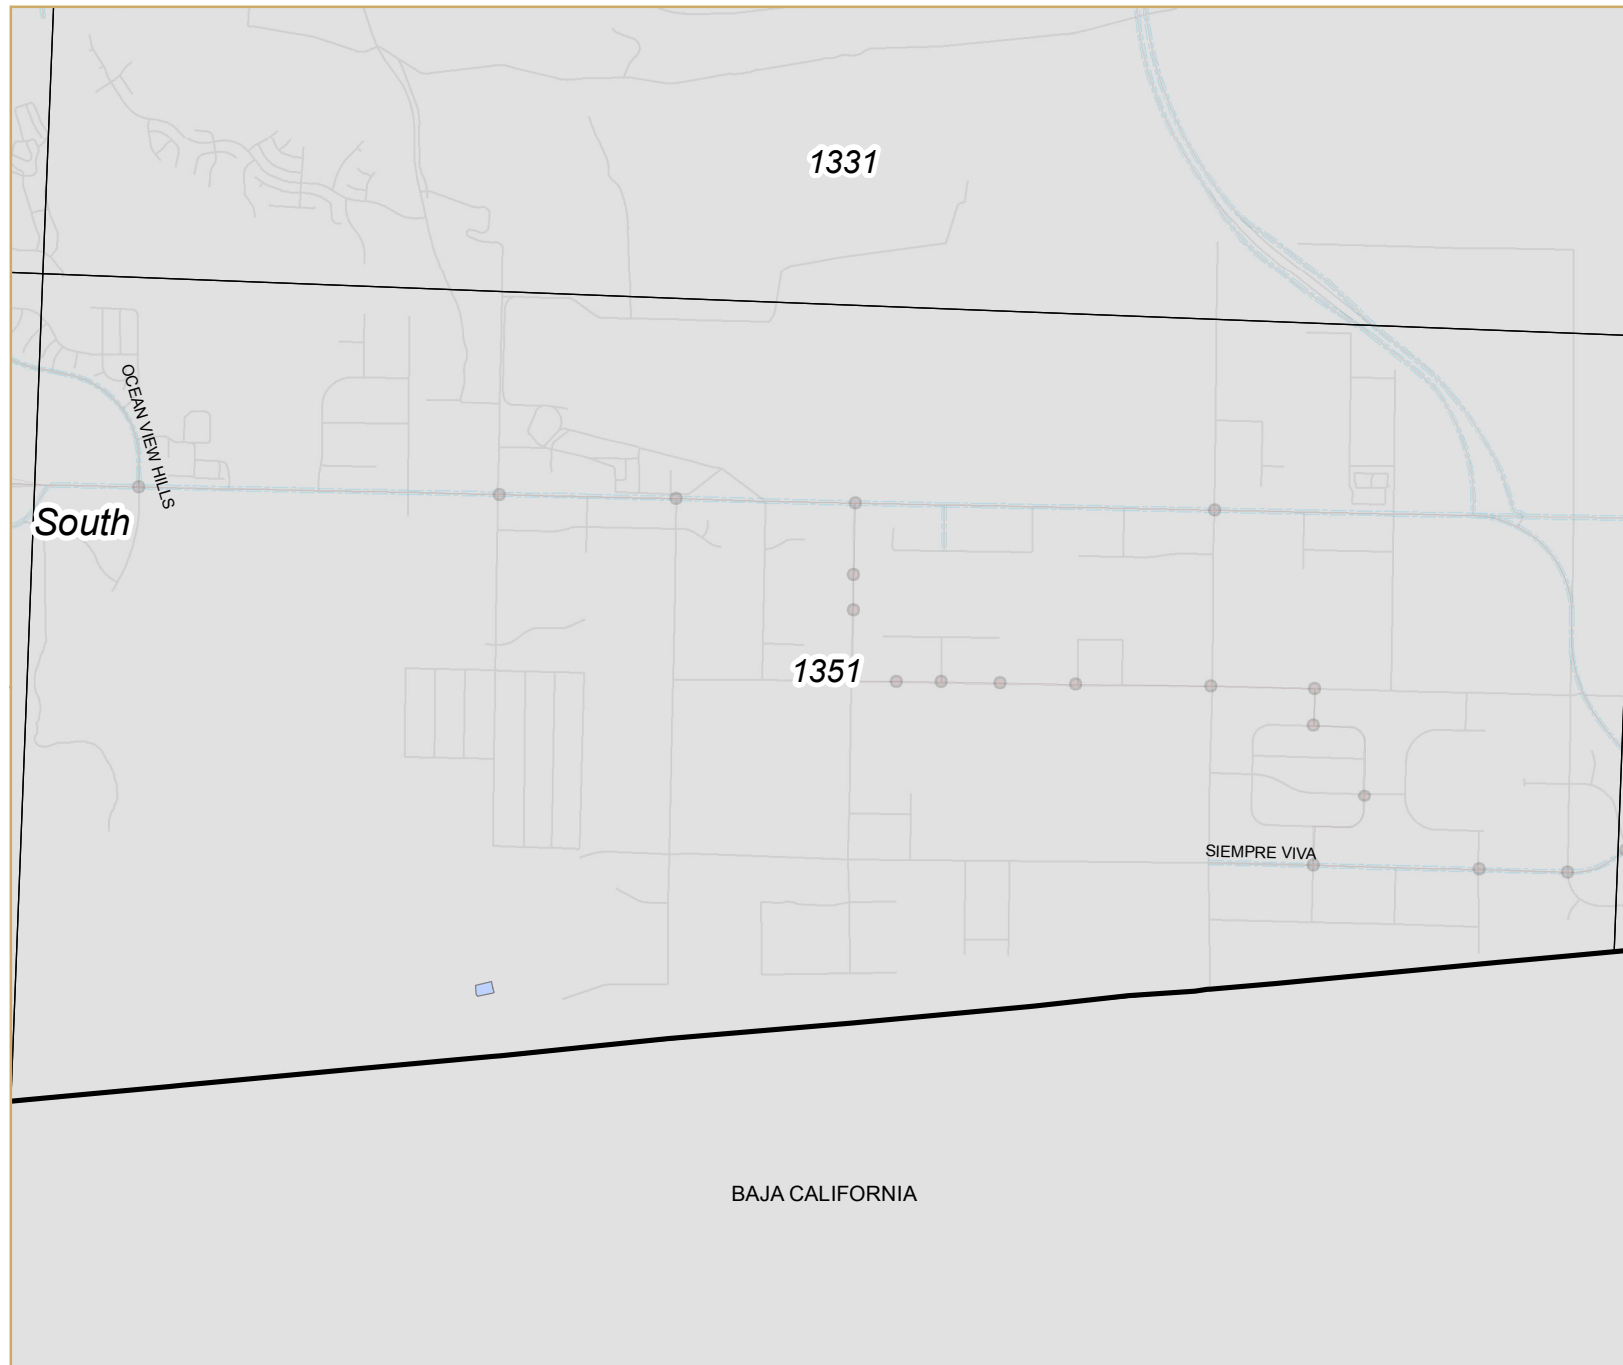 1331
OCEAN VIEW HILLS
South
1351
SIEMPRE VIVA
BAJA CALIFORNIA